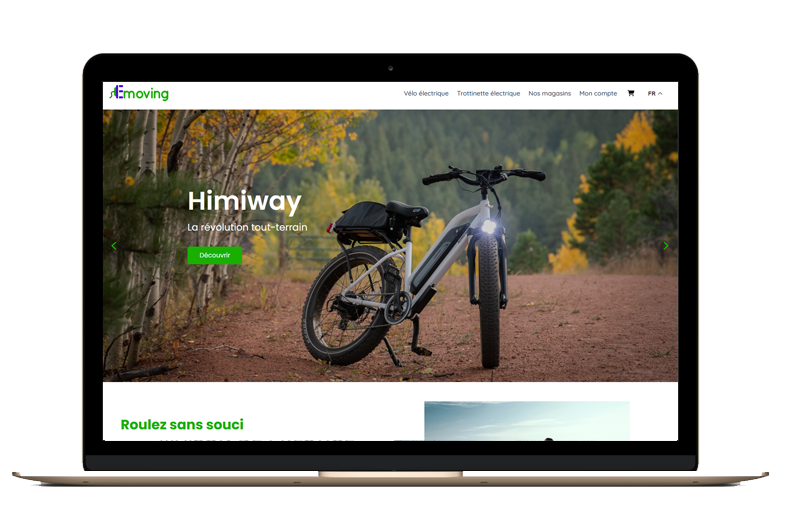 Emoving
Vélo électrique Trottinette électrique Nos magasins Mon compte FR
Himiway
La révolution tout-terrain
Découvrir
Roulez sans souci